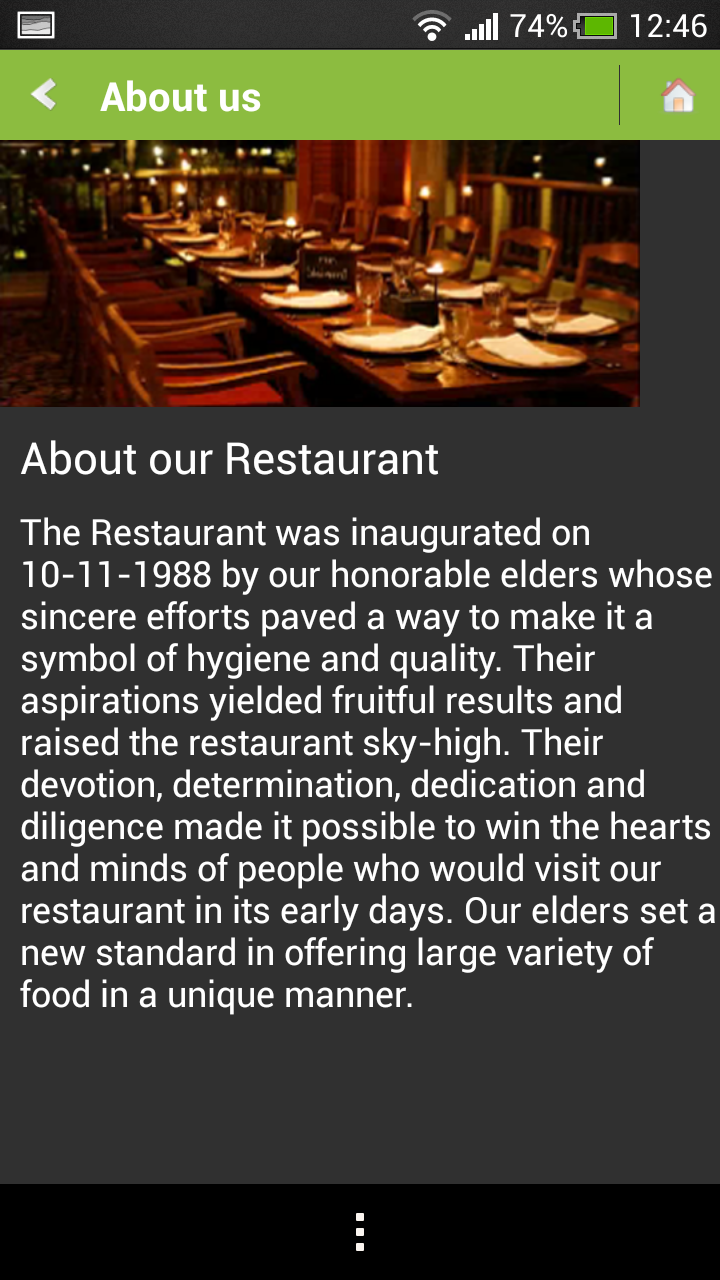 74% 12:46
About us
About our Restaurant
The Restaurant was inaugurated on
10-11-1988 by our honorable elders whose
sincere efforts paved a way to make it a
symbol of hygiene and quality. Their
aspirations yielded fruitful results and
raised the restaurant sky-high. Their
devotion, determination, dedication and
diligence made it possible to win the hearts
and minds of people who would visit our
restaurant in its early days. Our elders set a
new standard in offering large variety of
food in a unique manner.